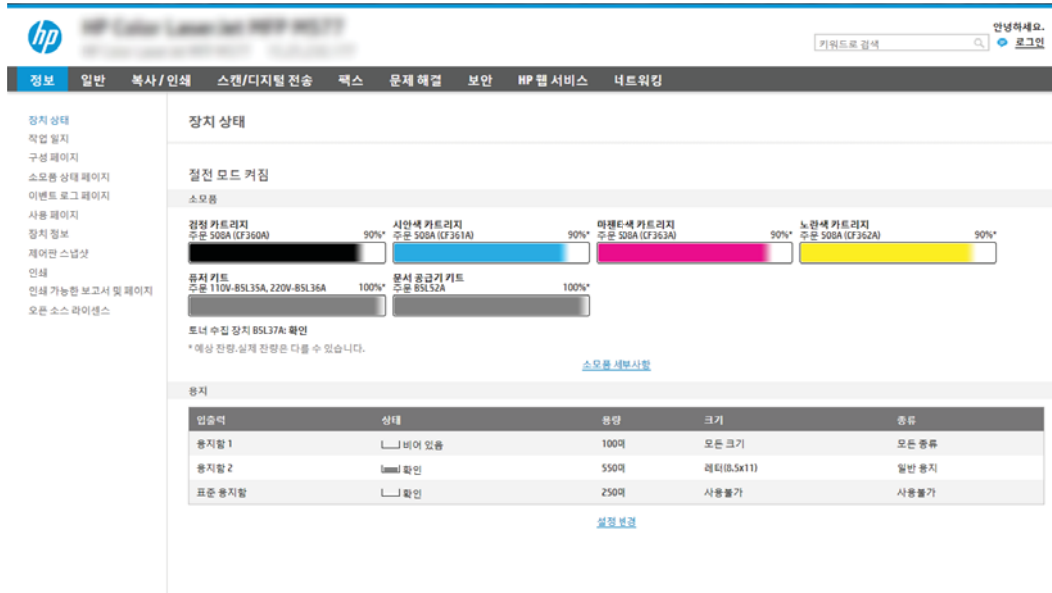 hp
안녕하세요.
키워드로 검색
로그인
정보 일반 복사 / 인쇄 스캔/디지털 전송 팩스 문제 해결 보안 HP 웹 서비스 네트워킹
장치 상태
작업 일지
구성 페이지
소모품 상태 페이지
이벤트 로그 페이지
사용 페이지
장치 정보
제어판 스냅샷
인쇄
인쇄 가능한 보고서 및 페이지
오픈 소스 라이센스
장치 상태
절전 모드 켜짐
소모품
검정 카트리지
주문 508A (CF360A) 90%*
시안색 카트리지
주문 508A (CF361A) 90%*
마젠타색 카트리지
주문 508A (CF363A) 90%*
노란색 카트리지
주문 508A (CF362A) 90%*
퓨저 키트
주문 110V-B5L35A, 220V-B5L36A 100%*
문서 공급기 키트
주문 B5L52A 100%*
토너 수집 장치 B5L37A: 확인
* 예상 잔량.실제 잔량은 다를 수 있습니다.
소모품 세부사항
용지
입출력 상태 용량 크기 종류
용지함 1 비어 있음 100매 모든 크기 모든 종류
용지함 2 확인 550매 레터(8.5x11) 일반 용지
표준 용지함 확인 250매 사용불가 사용불가
설정 변경